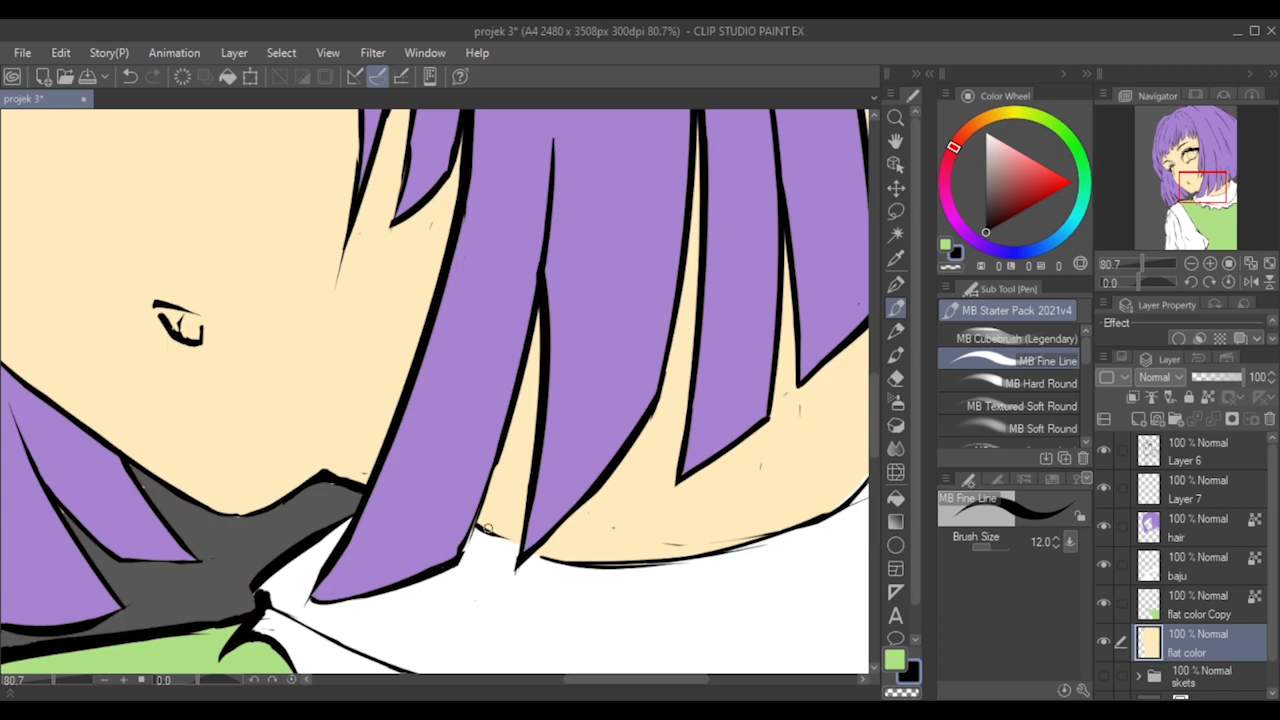 projek 3* (A4 2480 x 3508px 300dpi 80.7%) - CLIP STUDIO PAINT EX
File Edit Story(P) Animation Layer Select View Filter Window Help
projek 3*
Color Wheel
Navigator
0 0 0
80.7
0.0
Sub Tool [Pen]
MB Starter Pack 2021v4
MB Cubebrush (Legendary)
MB Fine Line
MB Hard Round
MB Textured Soft Round
MB Soft Round
MB Fine Line
Brush Size 12.0
Layer Property
Effect
Layer
Normal 100
100 % Normal
Layer 6
100 % Normal
Layer 7
100 % Normal
hair
100 % Normal
baju
100 % Normal
flat color Copy
100 % Normal
flat color
100 % Normal
skets
80.7 0.0